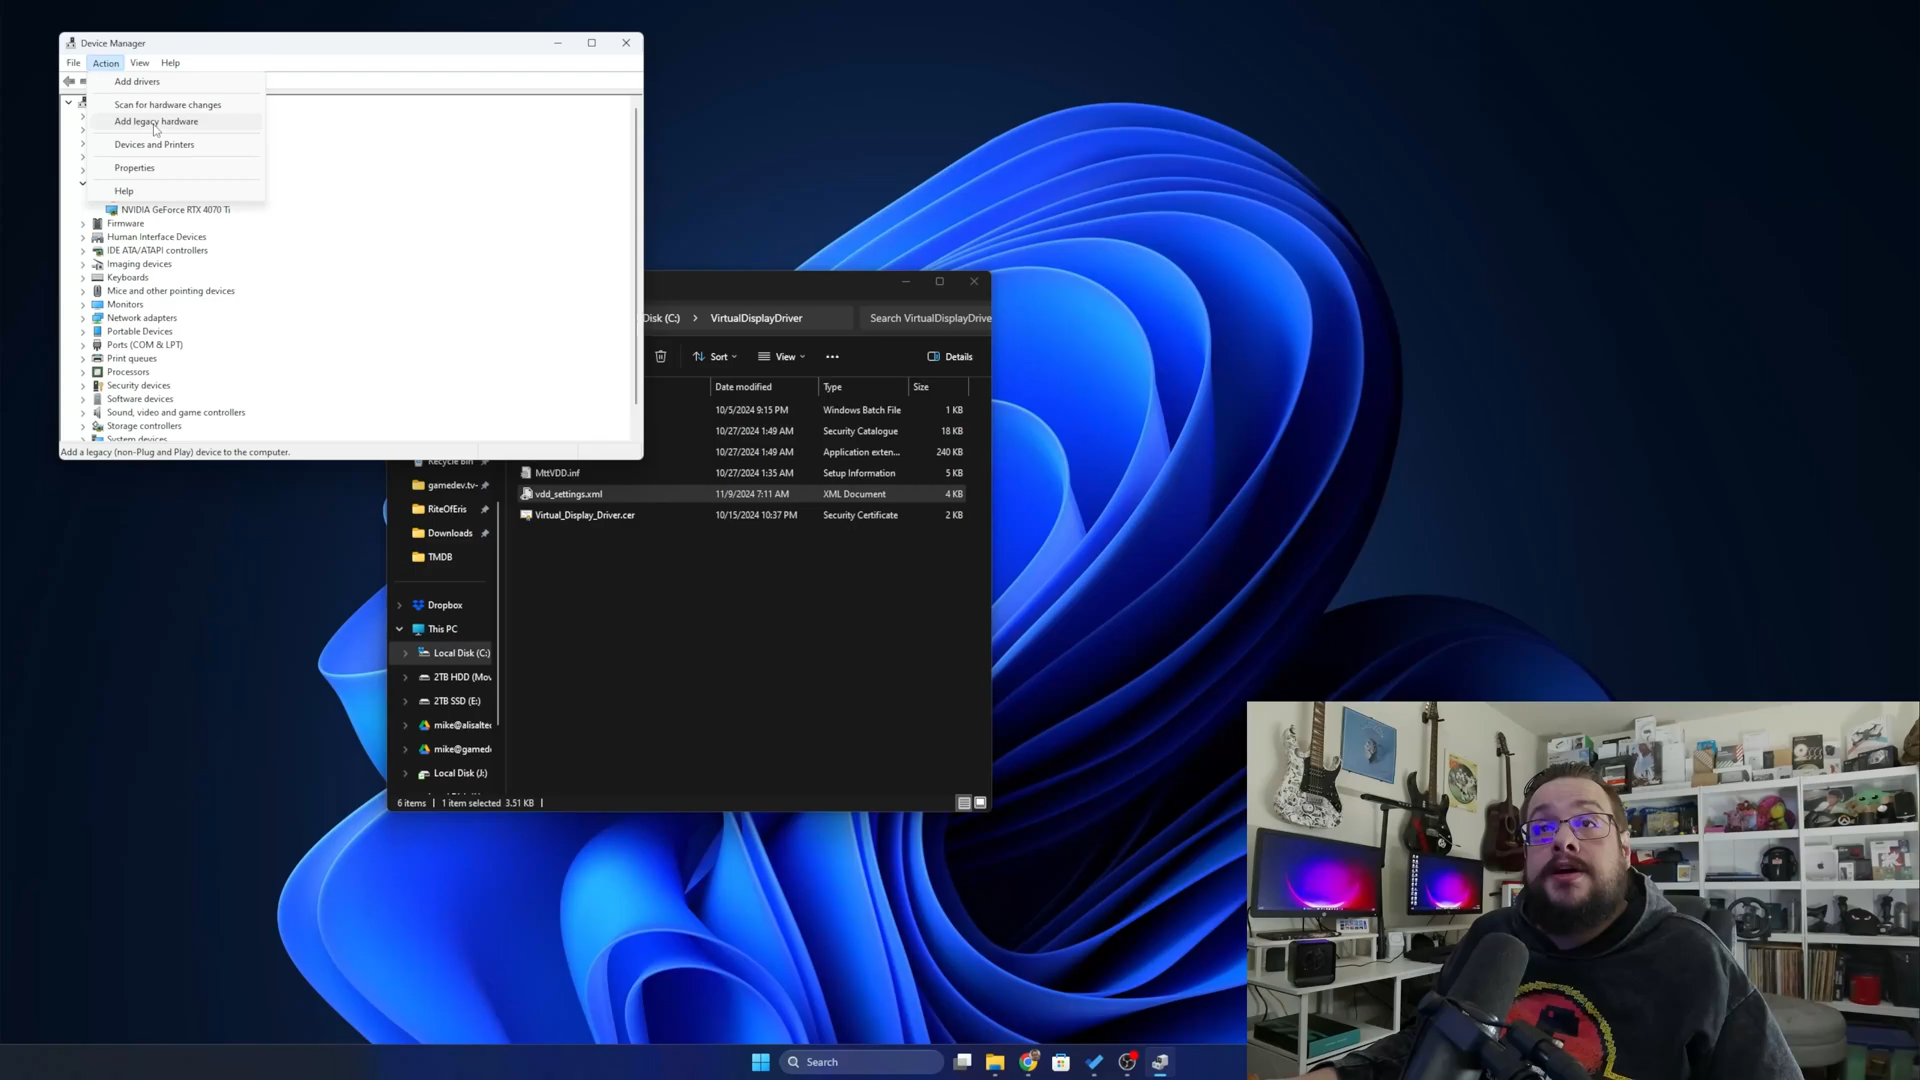 Device Manager
File Action View Help
Add drivers
Scan for hardware changes
Add legacy hardware
Devices and Printers
Properties
Help
NVIDIA GeForce RTX 4070 Ti
Firmware
Human Interface Devices
IDE ATA/ATAPI controllers
Imaging devices
Keyboards
Mice and other pointing devices
Monitors
Network adapters
Portable Devices
Ports (COM & LPT)
Print queues
Processors
Security devices
Software devices
Sound, video and game controllers
Storage controllers
System devices
Add a legacy (non-Plug and Play) device to the computer.
Disk (C:) > VirtualDisplayDriver Search VirtualDisplayDrive
Sort View ••• Details
Date modified Type Size
10/5/2024 9:15 PM Windows Batch File 1 KB
10/27/2024 1:49 AM Security Catalogue 18 KB
10/27/2024 1:49 AM Application exten... 240 KB
MttVDD.inf 10/27/2024 1:35 AM Setup Information 5 KB
vdd_settings.xml 11/9/2024 7:11 AM XML Document 4 KB
Virtual_Display_Driver.cer 10/15/2024 10:37 PM Security Certificate 2 KB
Recycle Bin
gamedev.tv-
RiteOfEris
Downloads
TMDB
Dropbox
This PC
Local Disk (C:)
2TB HDD (Mov
2TB SSD (E:)
mike@alisaltec
mike@gamede
Local Disk (J:)
6 items 1 item selected 3.51 KB
Search